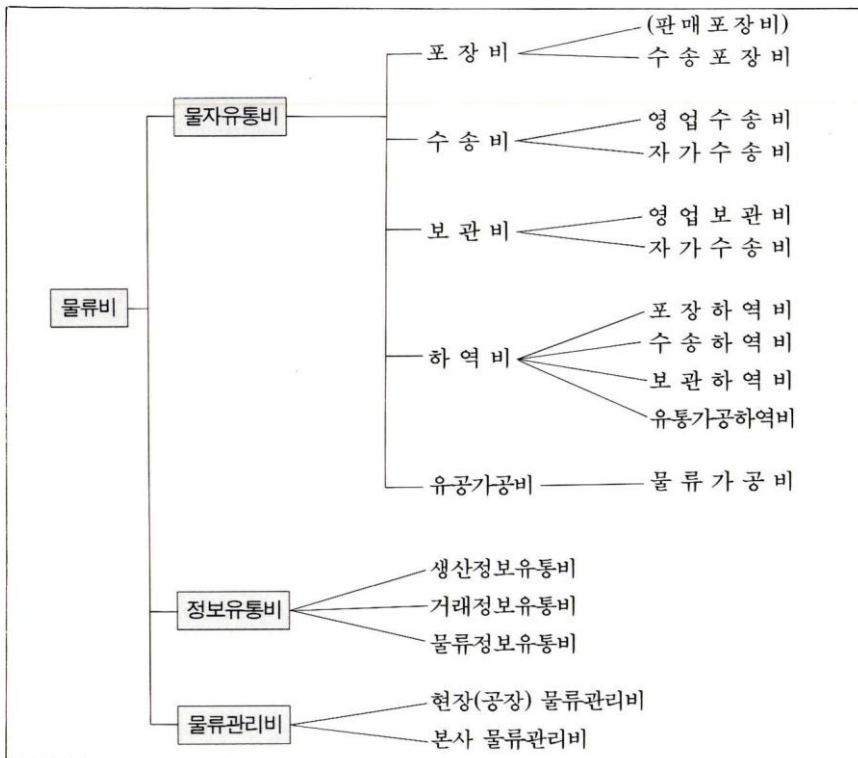 (판 매 포 장 비)
포 장 비
수 송 포 장 비
물자유통비
영 업 수 송 비
수 송 비
자 가 수 송 비
영 업 보 관 비
보 관 비
자 가 수 송 비
물류비
포 장 하 역 비
수 송 하 역 비
하 역 비
보 관 하 역 비
유통가공하역비
유공가공비
물 류 가 공 비
생산정보유통비
정보유통비
거래정보유통비
물류정보유통비
현장(공장) 물류관리비
물류관리비
본사 물류관리비